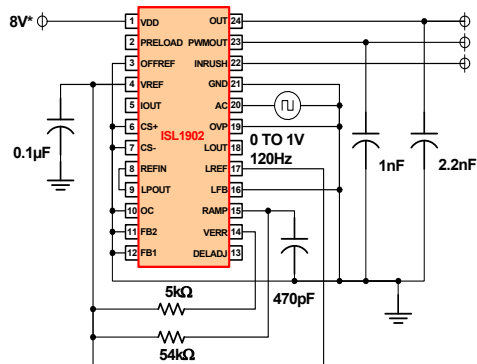 8V*
1 VDD OUT 24
2 PRELOAD PWMOUT 23
3 OFFREF INRUSH 22
4 VREF GND 21
5 IOUT AC 20
6 CS+ OVP 19
7 CS- LOUT 18
8 REFIN LREF 17
9 LPOUT LFB 16
10 OC RAMP 15
11 FB2 VERR 14
12 FB1 DELADJ 13
ISL1902
0.1µF
0 TO 1V
120Hz
1nF
2.2nF
470pF
5kΩ
54kΩ